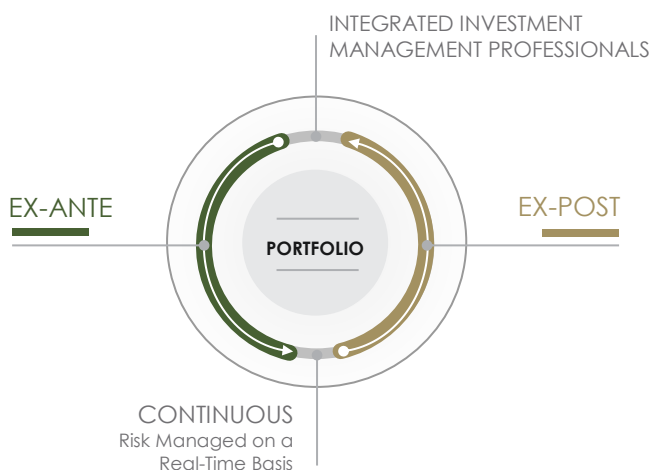 INTEGRATED INVESTMENT
MANAGEMENT PROFESSIONALS
EX-ANTE
EX-POST
PORTFOLIO
CONTINUOUS
Risk Managed on a
Real-Time Basis